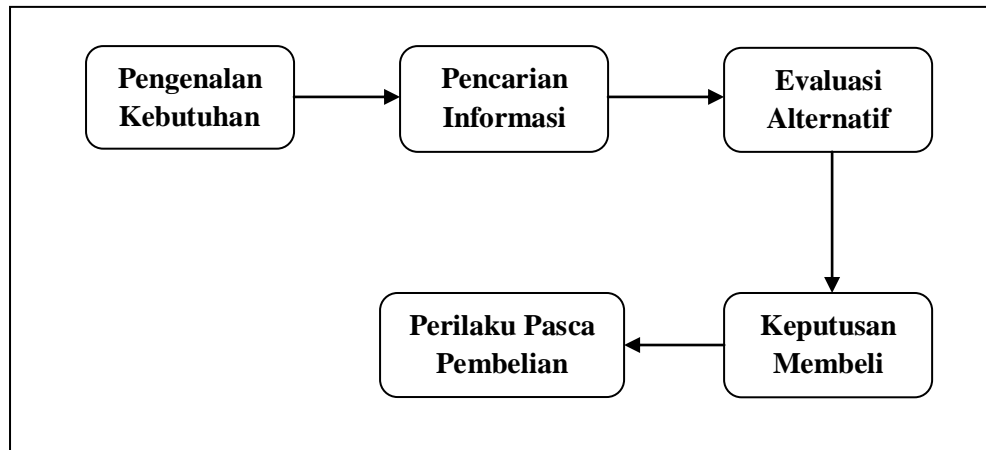 Pengenalan
Kebutuhan
Pencarian
Informasi
Evaluasi
Alternatif
Keputusan
Membeli
Perilaku Pasca
Pembelian